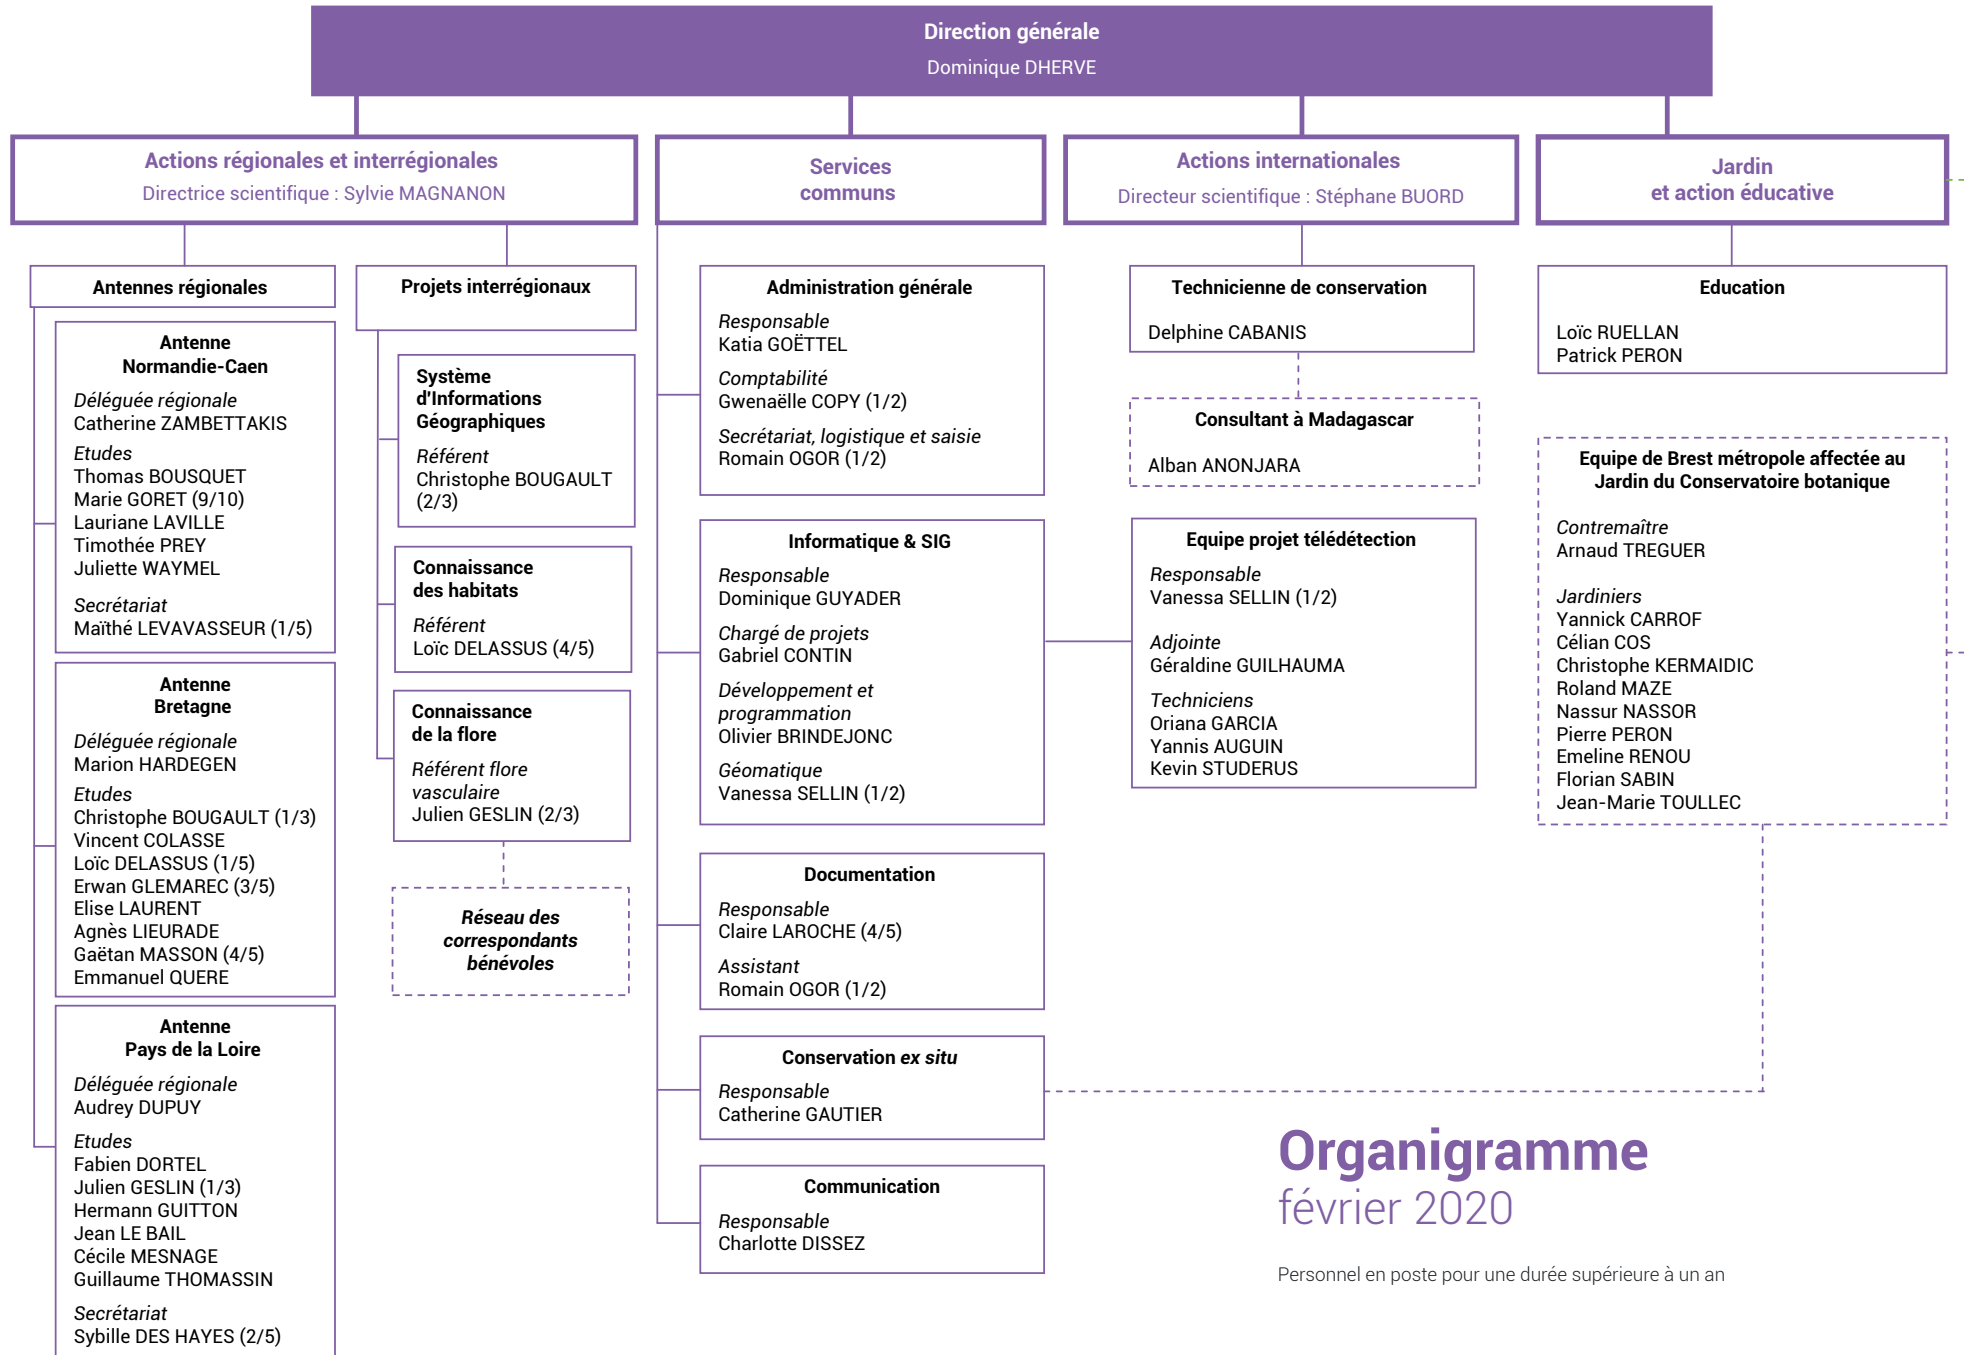 Direction générale
Dominique DHERVE
Actions régionales et interrégionales
Directrice scientifique : Sylvie MAGNANON
Services
communs
Actions internationales
Directeur scientifique : Stéphane BUORD
Jardin
et action éducative
Antennes régionales
Antenne
Normandie-Caen
Déléguée régionale
Catherine ZAMBETTAKIS
Etudes
Thomas BOUSQUET
Marie GORET (9/10)
Lauriane LAVILLE
Timothée PREY
Juliette WAYMEL
Secrétariat
Maïthé LEVAVASSEUR (1/5)
Antenne
Bretagne
Déléguée régionale
Marion HARDEGEN
Etudes
Christophe BOUGAULT (1/3)
Vincent COLASSE
Loïc DELASSUS (1/5)
Erwan GLEMAREC (3/5)
Elise LAURENT
Agnès LIEURADE
Gaëtan MASSON (4/5)
Emmanuel QUERE
Antenne
Pays de la Loire
Déléguée régionale
Audrey DUPUY
Etudes
Fabien DORTEL
Julien GESLIN (1/3)
Hermann GUITTON
Jean LE BAIL
Cécile MESNAGE
Guillaume THOMASSIN
Secrétariat
Sybille DES HAYES (2/5)
Projets interrégionaux
Système
d'Informations
Géographiques
Référent
Christophe BOUGAULT
(2/3)
Connaissance
des habitats
Référent
Loïc DELASSUS (4/5)
Connaissance
de la flore
Référent flore
vasculaire
Julien GESLIN (2/3)
Réseau des
correspondants
bénévoles
Administration générale
Responsable
Katia GOËTTEL
Comptabilité
Gwenaëlle COPY (1/2)
Secrétariat, logistique et saisie
Romain OGOR (1/2)
Informatique & SIG
Responsable
Dominique GUYADER
Chargé de projets
Gabriel CONTIN
Développement et
programmation
Olivier BRINDEJONC
Géomatique
Vanessa SELLIN (1/2)
Documentation
Responsable
Claire LAROCHE (4/5)
Assistant
Romain OGOR (1/2)
Conservation ex situ
Responsable
Catherine GAUTIER
Communication
Responsable
Charlotte DISSEZ
Technicienne de conservation
Delphine CABANIS
Consultant à Madagascar
Alban ANONJARA
Equipe projet télédétection
Responsable
Vanessa SELLIN (1/2)
Adjointe
Géraldine GUILHAUMA
Techniciens
Oriana GARCIA
Yannis AUGUIN
Kevin STUDERUS
Education
Loïc RUELLAN
Patrick PERON
Equipe de Brest métropole affectée au
Jardin du Conservatoire botanique
Contremaître
Arnaud TREGUER
Jardiniers
Yannick CARROF
Célian COS
Christophe KERMAIDIC
Roland MAZE
Nassur NASSOR
Pierre PERON
Emeline RENOU
Florian SABIN
Jean-Marie TOULLEC
Organigramme
février 2020
Personnel en poste pour une durée supérieure à un an